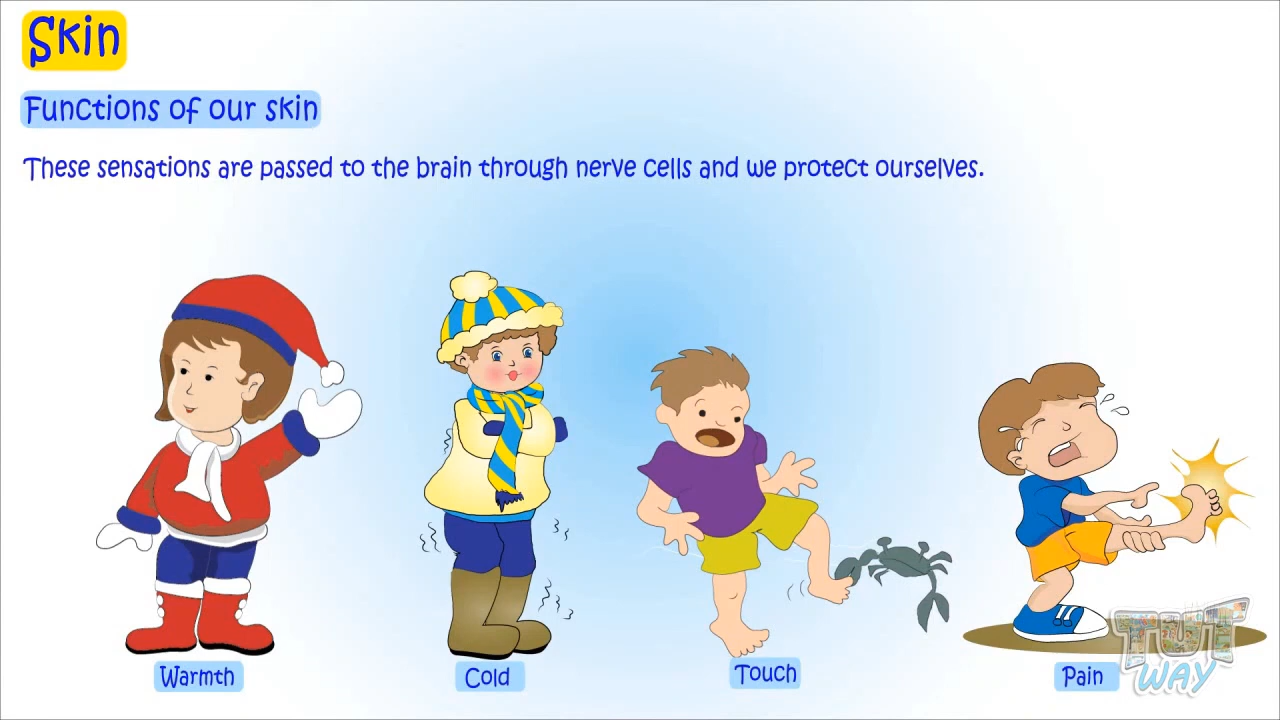 Skin
Functions of our skin
These sensations are passed to the brain through nerve cells and we protect ourselves.
Warmth
Cold
Touch
Pain
TUT
WAY